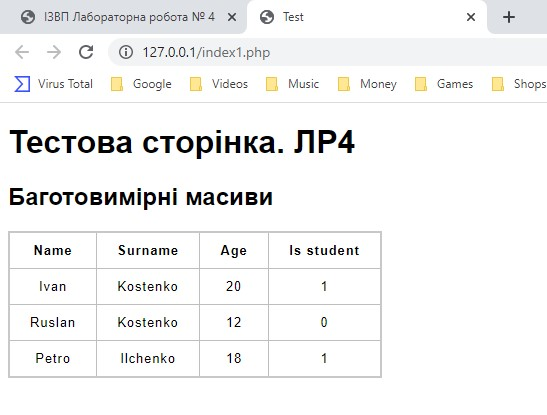 ІЗВП Лабораторна робота № 4
Test
127.0.0.1/index1.php
Virus Total Google Videos Music Money Games Shops
Тестова сторінка. ЛР4
Баготовимірні масиви
Name Surname Age Is student
Ivan Kostenko 20 1
Ruslan Kostenko 12 0
Petro Ilchenko 18 1